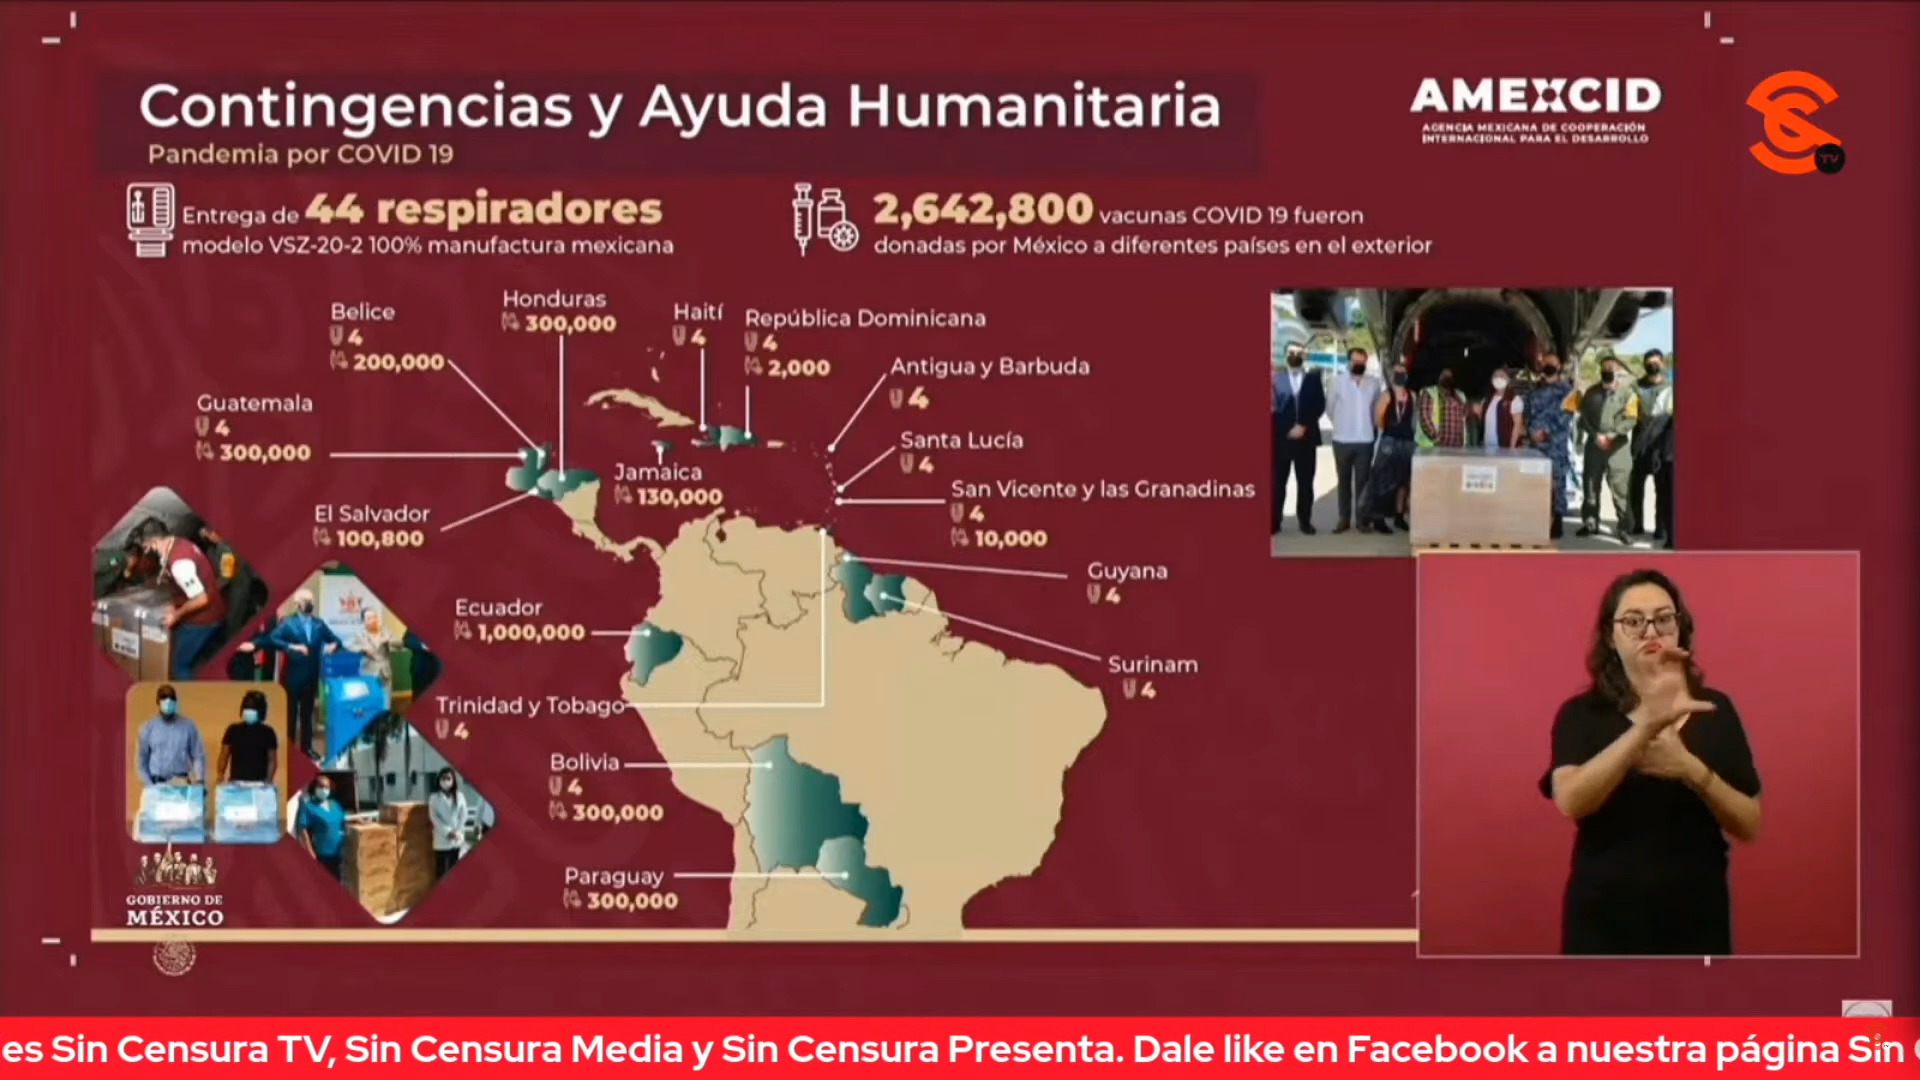 Contingencias y Ayuda Humanitaria
Pandemia por COVID 19
AMEXCID
AGENCIA MEXICANA DE COOPERACIÓN
INTERNACIONAL PARA EL DESARROLLO
TV
Entrega de 44 respiradores
modelo VSZ-20-2 100% manufactura mexicana
2,642,800 vacunas COVID 19 fueron
donadas por México a diferentes países en el exterior
Belice
4
200,000
Honduras
300,000
Haití
4
República Dominicana
4
2,000
Antigua y Barbuda
4
Guatemala
4
300,000
Santa Lucía
4
Jamaica
130,000
San Vicente y las Granadinas
4
10,000
El Salvador
100,800
Guyana
4
Ecuador
1,000,000
Surinam
4
Trinidad y Tobago
4
Bolivia
4
300,000
Paraguay
300,000
GOBIERNO DE
MÉXICO
es Sin Censura TV, Sin Censura Media y Sin Censura Presenta. Dale like en Facebook a nuestra página Sin